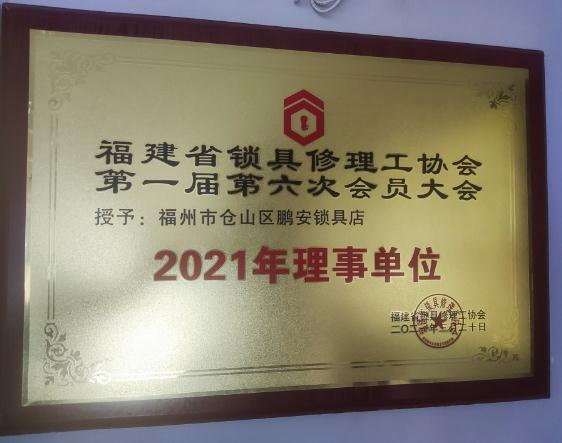 福建省锁具修理工协会
第一届第六次会员大会
授予：福州市仓山区鹏安锁具店
2021年理事单位
福建省锁具修理工协会